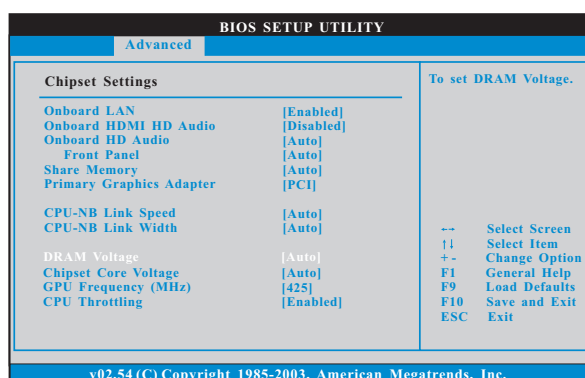 BIOS SETUP UTILITY
Advanced
Chipset Settings
Onboard LAN [Enabled]
Onboard HDMI HD Audio [Disabled]
Onboard HD Audio [Auto]
Front Panel [Auto]
Share Memory [Auto]
Primary Graphics Adapter [PCI]
CPU-NB Link Speed [Auto]
CPU-NB Link Width [Auto]
DRAM Voltage [Auto]
Chipset Core Voltage [Auto]
GPU Frequency (MHz) [425]
CPU Throttling [Enabled]
To set DRAM Voltage.
←→ Select Screen
↑↓ Select Item
+ - Change Option
F1 General Help
F9 Load Defaults
F10 Save and Exit
ESC Exit
v02.54 (C) Copyright 1985-2003, American Megatrends, Inc.